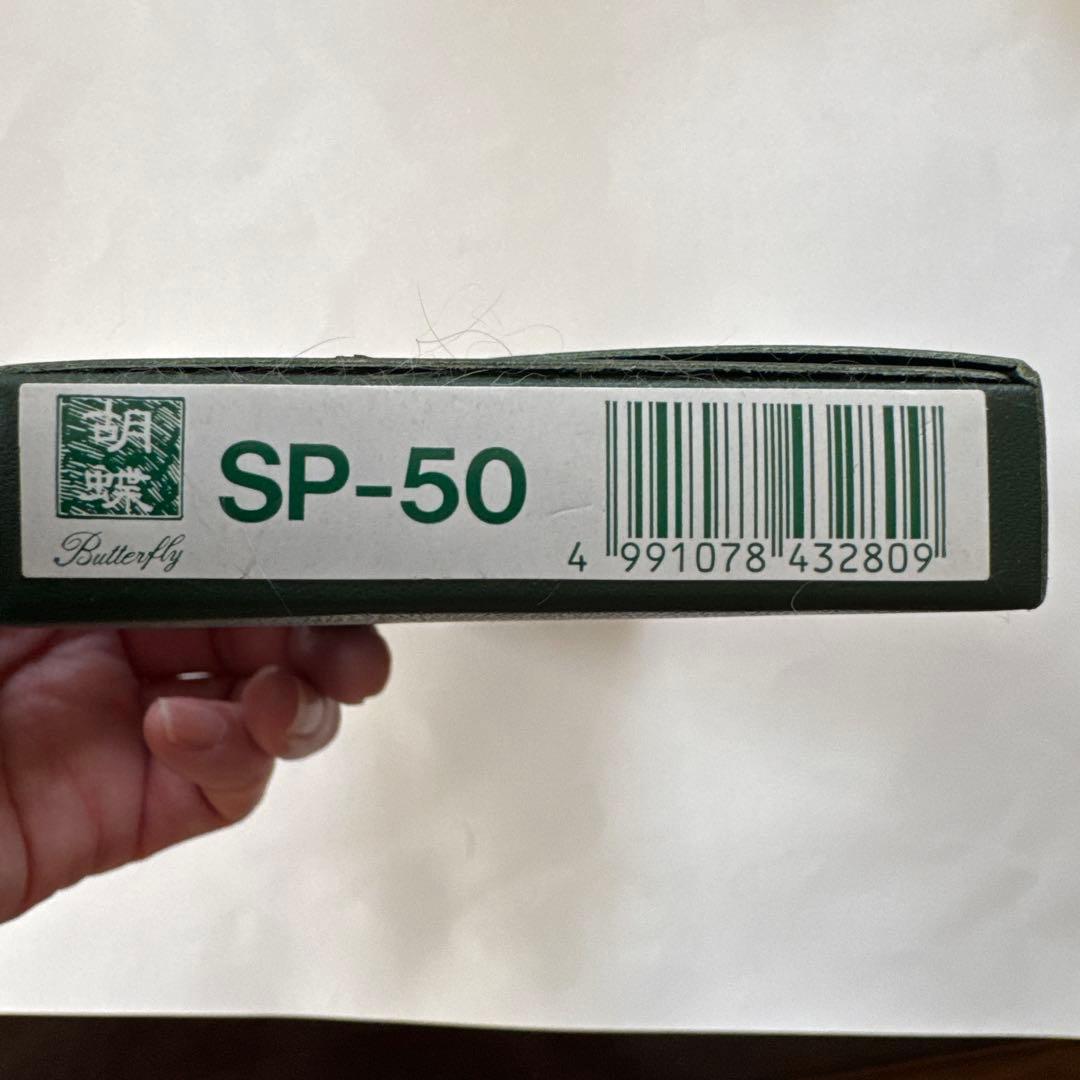 胡
蝶
Butterfly
SP-50
4 991078 432809